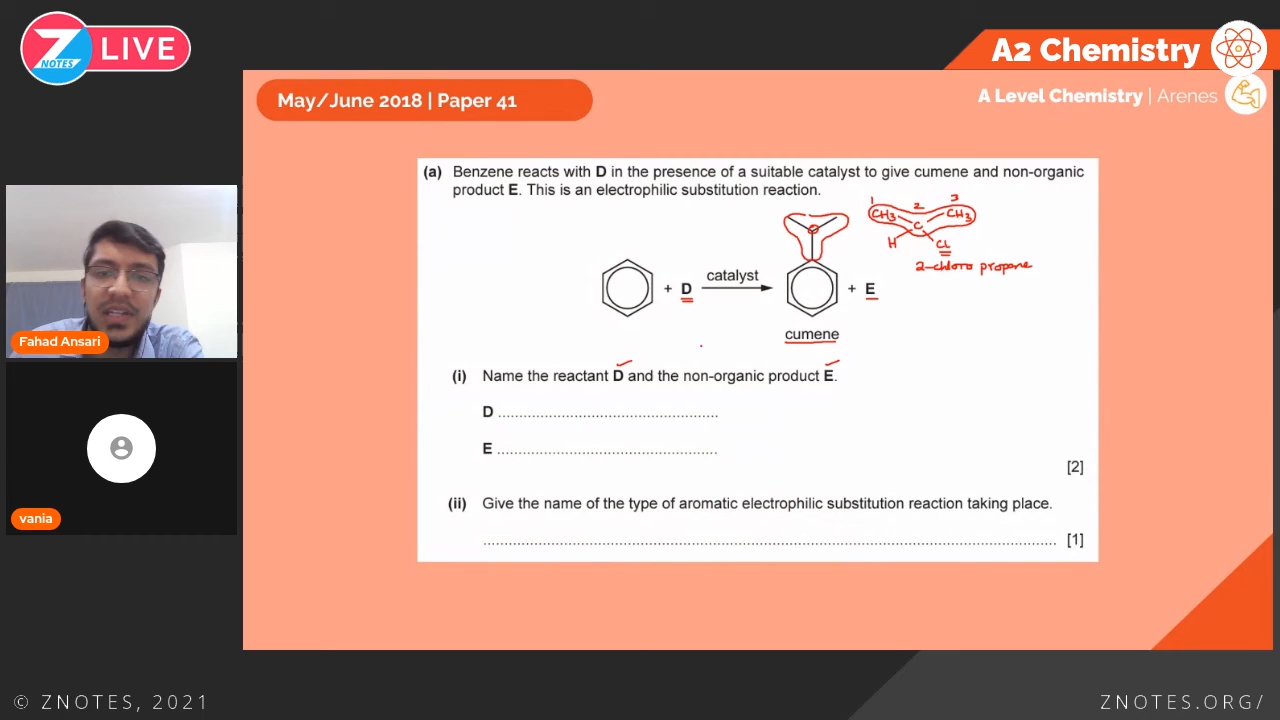 Z
NOTES
LIVE
A2 Chemistry
May/June 2018 | Paper 41
A Level Chemistry | Arenes
(a) Benzene reacts with D in the presence of a suitable catalyst to give cumene and non-organic
product E. This is an electrophilic substitution reaction.
1 2 3
CH3 C CH3
H Cl
2-chloro propane
+ D catalyst + E
cumene
(i) Name the reactant D and the non-organic product E.
D ......................................................
E ......................................................
[2]
(ii) Give the name of the type of aromatic electrophilic substitution reaction taking place.
...................................................................................................................................... [1]
Fahad Ansari
vania
© ZNOTES, 2021
ZNOTES.ORG/